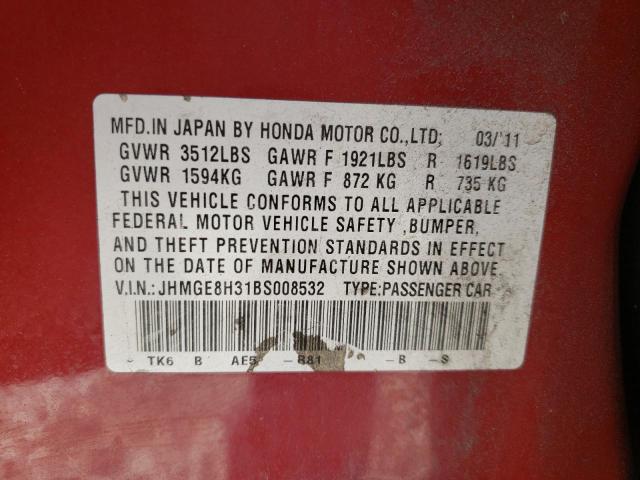 MFD.IN JAPAN BY HONDA MOTOR CO.,LTD; 03/'11
GVWR 3512LBS GAWR F 1921LBS R 1619LBS
GVWR 1594KG GAWR F 872 KG R 735 KG
THIS VEHICLE CONFORMS TO ALL APPLICABLE
FEDERAL MOTOR VEHICLE SAFETY ,BUMPER,
AND THEFT PREVENTION STANDARDS IN EFFECT
ON THE DATE OF MANUFACTURE SHOWN ABOVE.
V.I.N.: JHMGE8H31BS008532 TYPE:PASSENGER CAR
- TK6 B AE5 -R81 -B -S